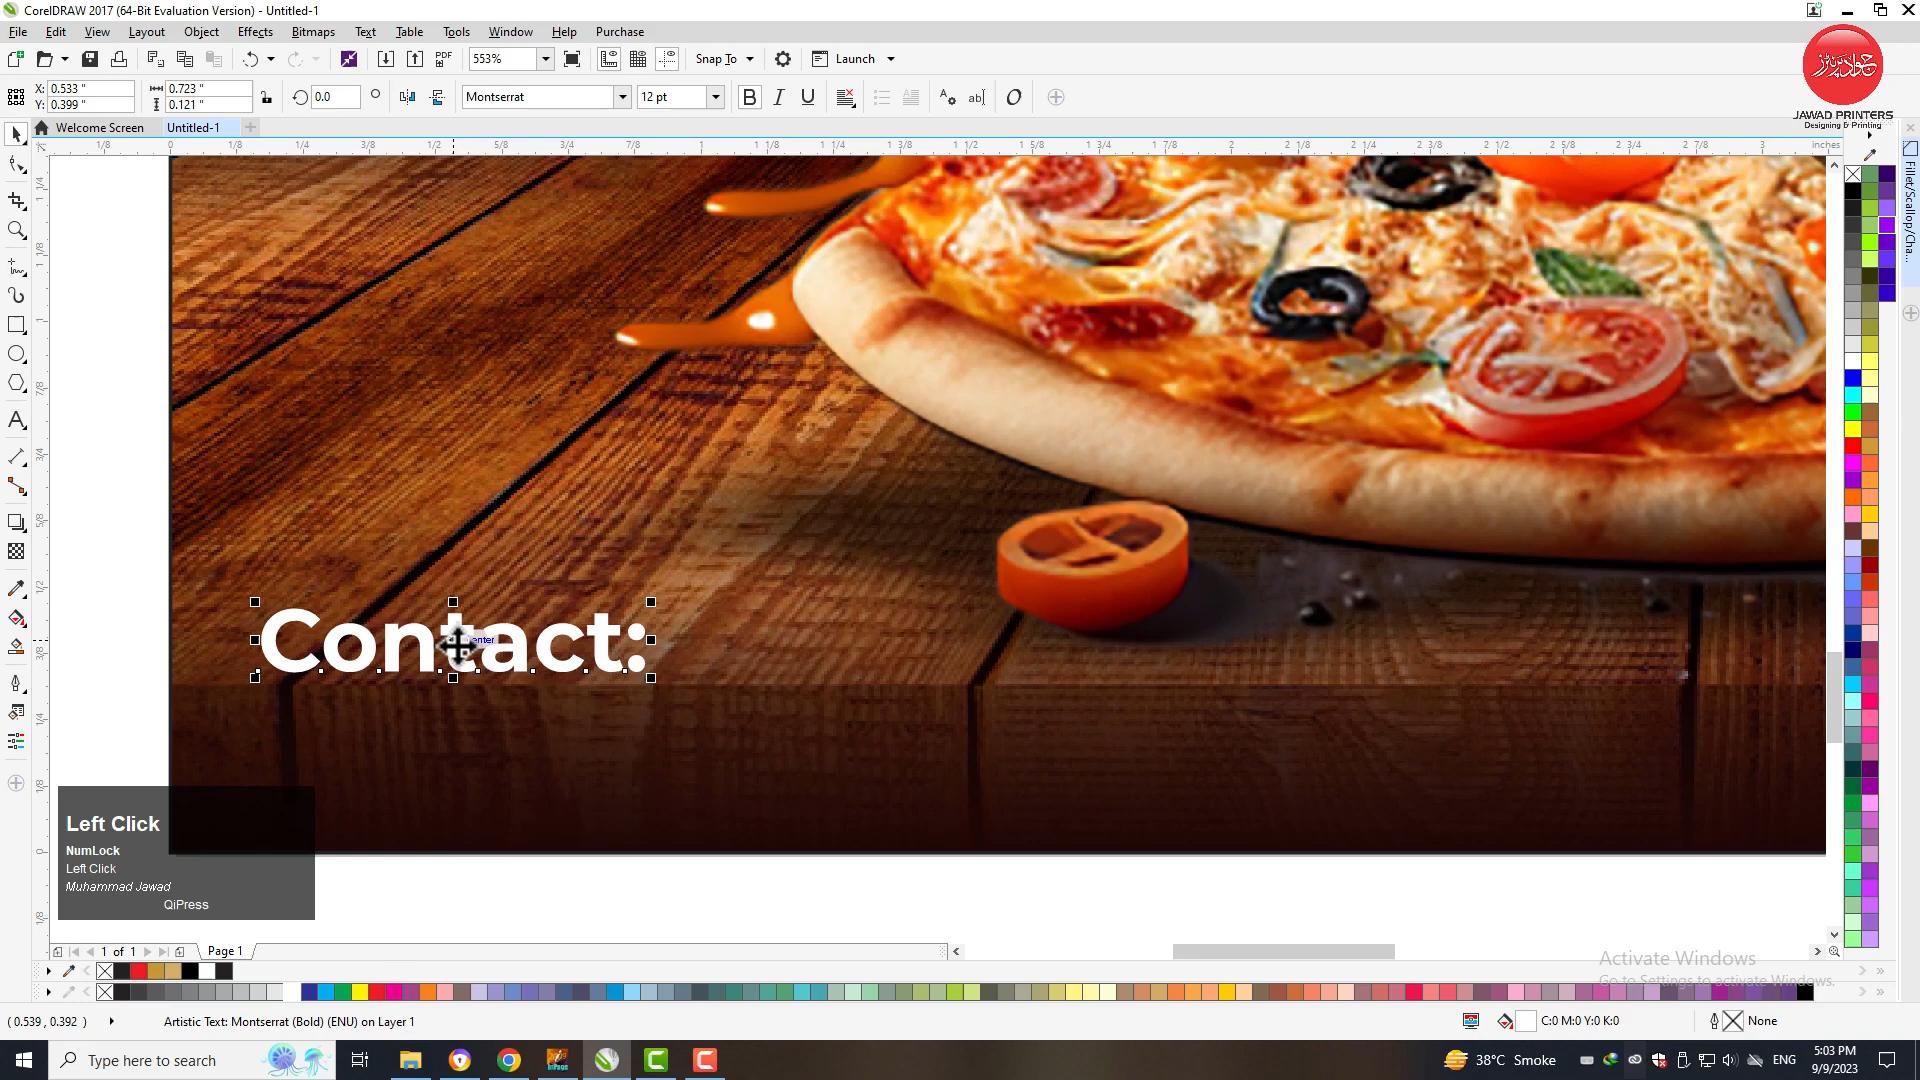 CorelDRAW 2017 (64-Bit Evaluation Version) - Untitled-1
File Edit View Layout Object Effects Bitmaps Text Table Tools Window Help Purchase
553% Snap To Launch
X: 0.533 " 0.723 " 0.0 Montserrat 12 pt
Y: 0.399 " 0.121 "
جواد پرنٹرز
JAWAD PRINTERS
Designing & Printing
Welcome Screen Untitled-1
1/8 0 1/8 1/4 3/8 1/2 5/8 3/4 7/8 1 1 1/8 1 1/4 1 3/8 1 1/2 1 5/8 1 3/4 1 7/8 2 2 1/8 2 1/4 2 3/8 2 1/2 2 5/8 2 3/4 2 7/8 3 inches
Fillet/Scallop/Cha...
Contact:
Left Click
NumLock
Left Click
Muhammad Jawad
QiPress
1 of 1 Page 1
Activate Windows
Go to Settings to activate Windows.
( 0.539 , 0.392 ) Artistic Text: Montserrat (Bold) (ENU) on Layer 1 C:0 M:0 Y:0 K:0 None
Type here to search 38°C Smoke ENG 5:03 PM
9/9/2023